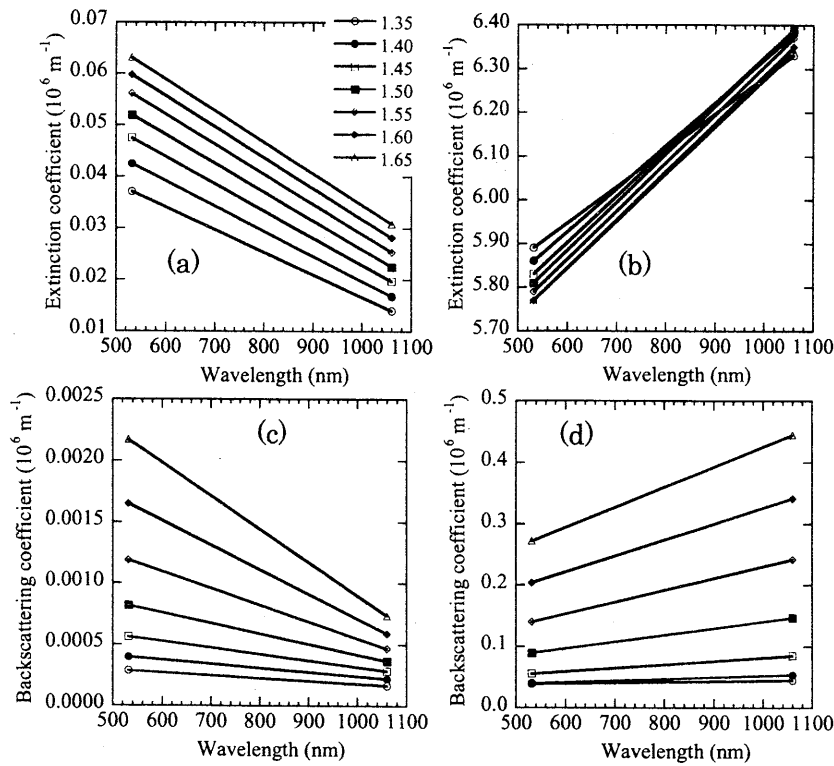 Extinction coefficient (10⁶ m⁻¹)
0.07
0.06
0.05
0.04
0.03
0.02
0.01
1.35
1.40
1.45
1.50
1.55
1.60
1.65
(a)
500 600 700 800 900 1000 1100
Wavelength (nm)
Extinction coefficient (10⁶ m⁻¹)
6.40
6.30
6.20
6.10
6.00
5.90
5.80
5.70
(b)
500 600 700 800 900 1000 1100
Wavelength (nm)
Backscattering coefficient (10⁶ m⁻¹)
0.0025
0.0020
0.0015
0.0010
0.0005
0.0000
(c)
500 600 700 800 900 1000 1100
Wavelength (nm)
Backscattering coefficient (10⁶ m⁻¹)
0.5
0.4
0.3
0.2
0.1
0.0
(d)
500 600 700 800 900 1000 1100
Wavelength (nm)